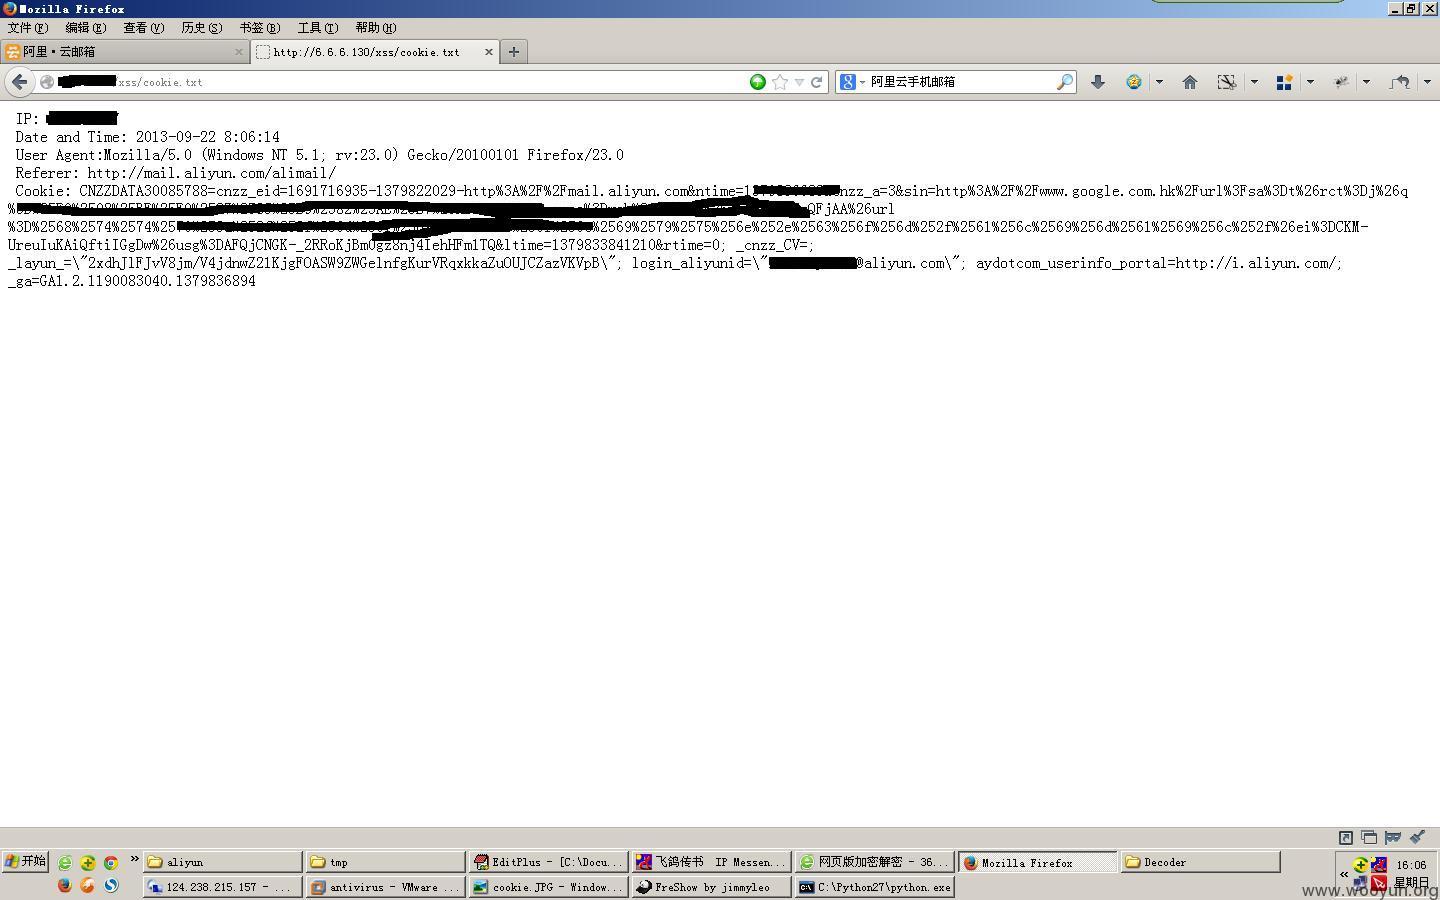 Mozilla Firefox
文件(F) 编辑(E) 查看(V) 历史(S) 书签(B) 工具(T) 帮助(H)
阿里·云邮箱
http://6.6.6.130/xss/cookie.txt
xss/cookie.txt
阿里云手机邮箱
IP:
Date and Time: 2013-09-22 8:06:14
User Agent:Mozilla/5.0 (Windows NT 5.1; rv:23.0) Gecko/20100101 Firefox/23.0
Referer: http://mail.aliyun.com/alimail/
Cookie: CNZZDATA30085788=cnzz_eid=1691716935-1379822029-http%3A%2F%2Fmail.aliyun.com&ntime= nzz_a=3&sin=http%3A%2F%2Fwww.google.com.hk%2Furl%3Fsa%3Dt%26rct%3Dj%26q
QFjAA%26url
%3D%2568%2574%2574%25 %2569%2579%2575%256e%252e%2563%256f%256d%252f%2561%256c%2569%256d%2561%2569%256c%252f%26ei%3DCKM-
UreuIuKAiQftiIGgDw%26usg%3DAFQjCNGK-_2RRoKjBm0gz8nj4IehHFmlTQ&ltime=1379833841210&rtime=0; _cnzz_CV=;
_layun_=\"2xdhJlFJvV8jm/V4jdnwZ21KjgFOASW9ZWGelnfgKurVRqxkkaZuOUJCZazVKVpB\"; login_aliyunid=\" @aliyun.com\"; aydotcom_userinfo_portal=http://i.aliyun.com/;
_ga=GA1.2.1190083040.1379836894
开始
aliyun
tmp
EditPlus - [C:\Docu...
飞鸽传书 IP Messen...
网页版加密解密 - 36...
Mozilla Firefox
Decoder
16:06
124.238.215.157 - ...
antivirus - VMware ...
cookie.JPG - Window...
FreShow by jimmyleo
C:\Python27\python.exe
星期日
www.wooyun.org